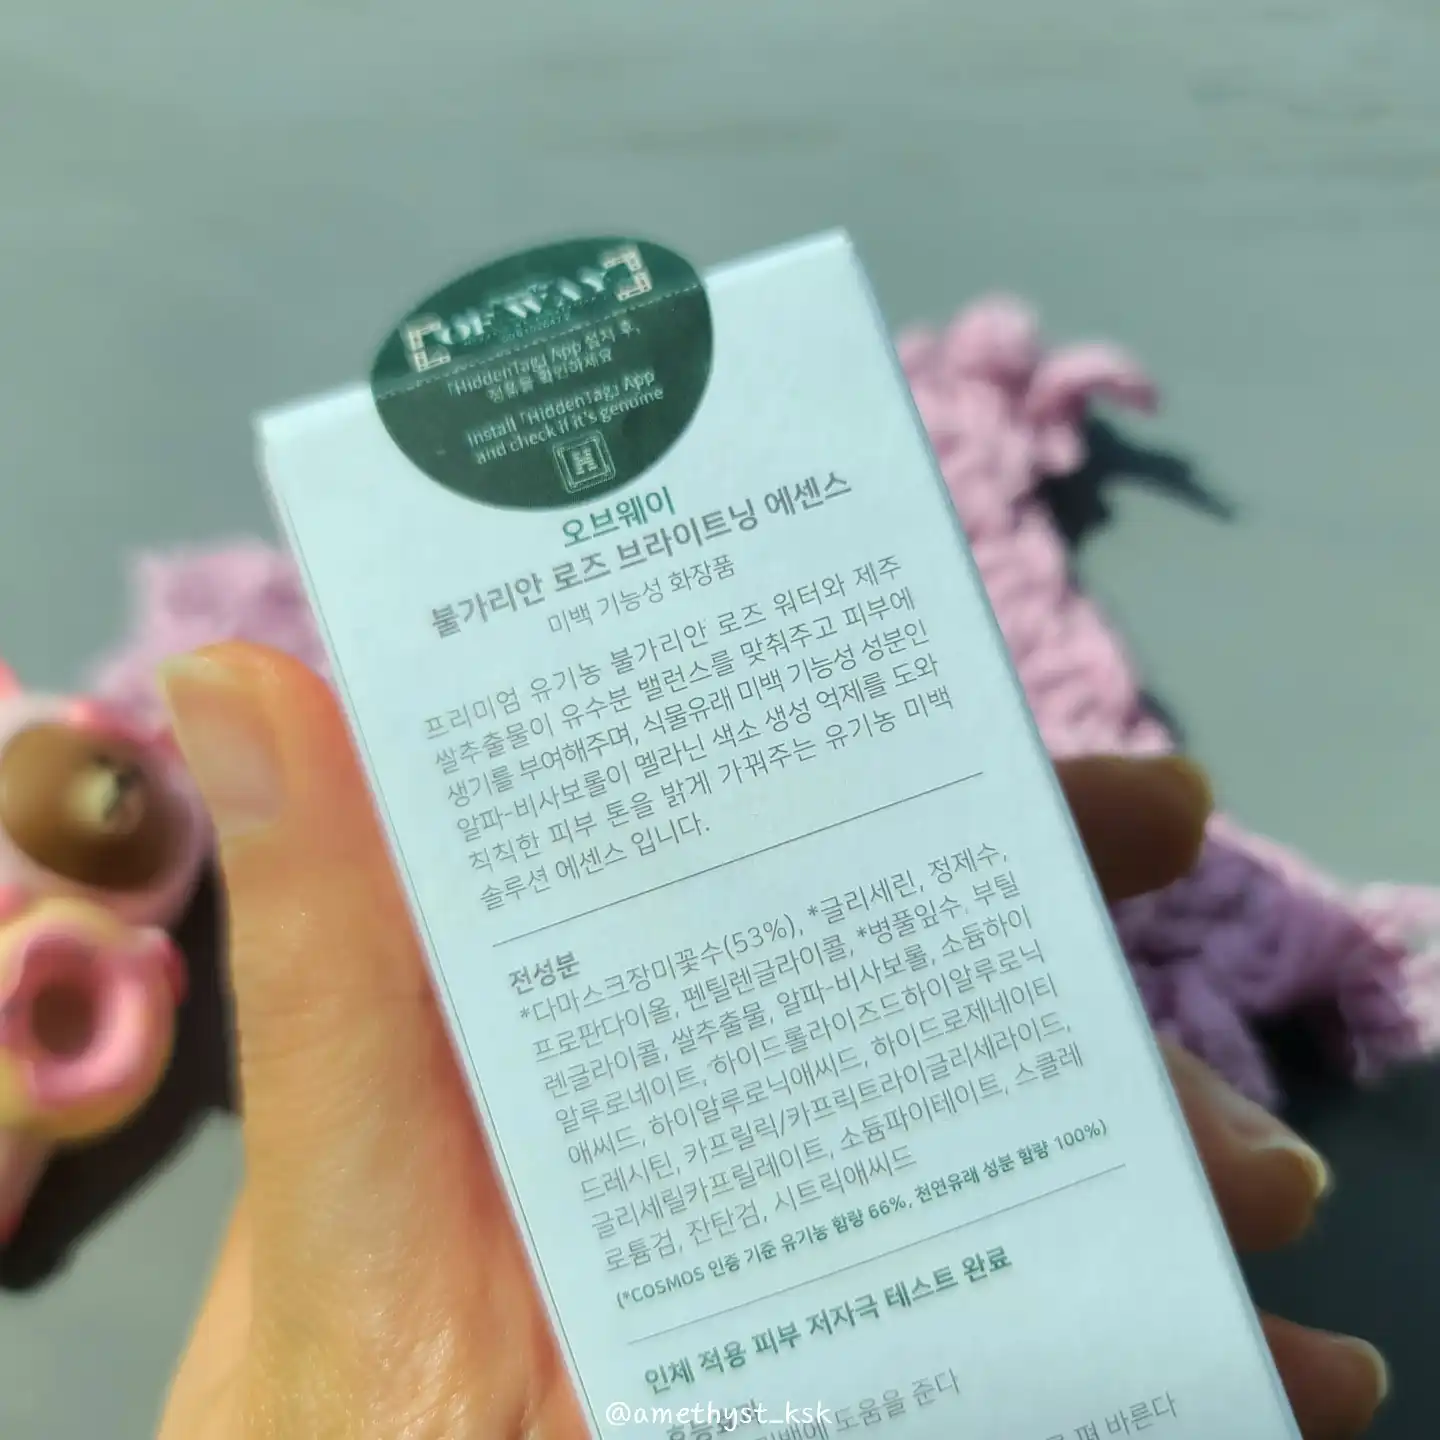 OF WAY
「HiddenTag」 App 설치 후,
정품을 확인하세요
Install 「HiddenTag」 App
and check if it's genuine
오브웨이
불가리안 로즈 브라이트닝 에센스
미백 기능성 화장품
프리미엄 유기농 불가리안 로즈 워터와 제주
쌀추출물이 유수분 밸런스를 맞춰주고 피부에
생기를 부여해주며, 식물유래 미백 기능성 성분인
알파-비사보롤이 멜라닌 색소 생성 억제를 도와
칙칙한 피부 톤을 밝게 가꿔주는 유기농 미백
솔루션 에센스 입니다.
전성분
*다마스크장미꽃수(53%), *글리세린, 정제수,
프로판다이올, 펜틸렌글라이콜, *병풀잎수, 부틸
렌글라이콜, 쌀추출물, 알파-비사보롤, 소듐하이
알루로네이트, 하이드롤라이즈드하이알루로닉
애씨드, 하이알루로닉애씨드, 하이드로제네이티
드레시틴, 카프릴릭/카프릭트라이글리세라이드,
글리세릴카프릴레이트, 소듐파이테이트, 스클레
로튬검, 잔탄검, 시트릭애씨드
(*COSMOS 인증 기준 유기농 함량 66%, 천연유래 성분 함량 100%)
인체 적용 피부 저자극 테스트 완료
도움을 준다
펴 바른다
@amethyst_ksk